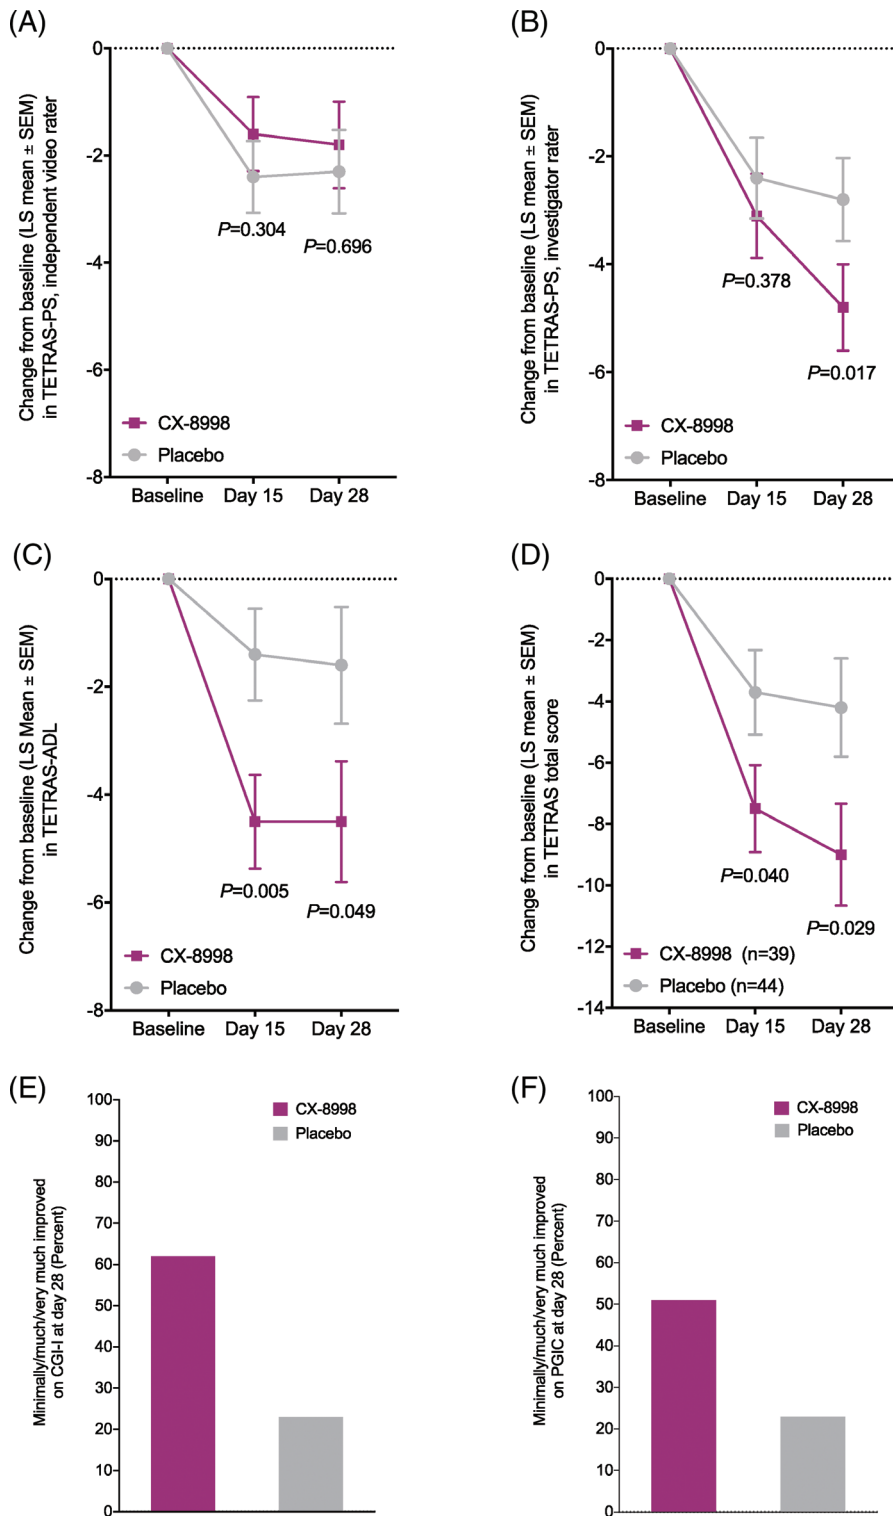 (A)
Change from baseline (LS mean ± SEM)
in TETRAS-PS, independent video rater
0
-2
-4
-6
-8
P=0.304
P=0.696
CX-8998
Placebo
Baseline
Day 15
Day 28
(B)
Change from baseline (LS mean ± SEM)
in TETRAS-PS, investigator rater
0
-2
-4
-6
-8
P=0.378
P=0.017
CX-8998
Placebo
Baseline
Day 15
Day 28
(C)
Change from baseline (LS Mean ± SEM)
in TETRAS-ADL
0
-2
-4
-6
-8
P=0.005
P=0.049
CX-8998
Placebo
Baseline
Day 15
Day 28
(D)
Change from baseline (LS mean ± SEM)
in TETRAS total score
0
-2
-4
-6
-8
-10
-12
-14
P=0.040
P=0.029
CX-8998 (n=39)
Placebo (n=44)
Baseline
Day 15
Day 28
(E)
Minimally/much/very much improved
on CGI-I at day 28 (Percent)
100
90
80
70
60
50
40
30
20
10
0
CX-8998
Placebo
(F)
Minimally/much/very much improved
on PGIC at day 28 (Percent)
100
90
80
70
60
50
40
30
20
10
0
CX-8998
Placebo